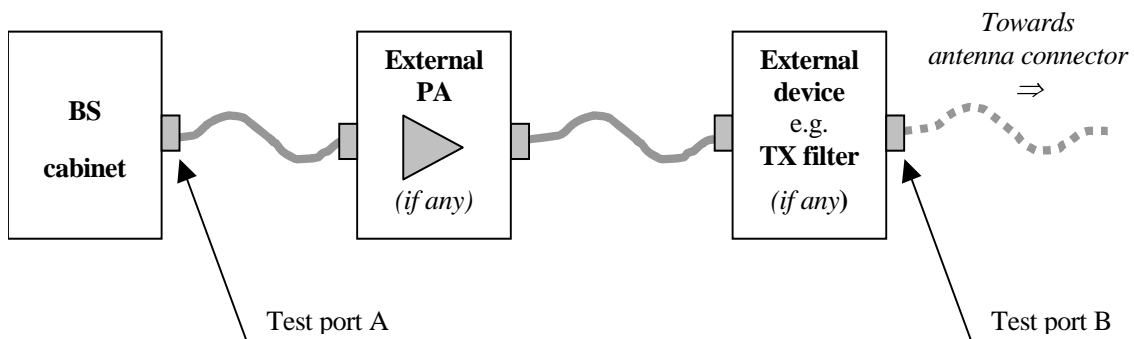 BS
cabinet
External
PA
(if any)
External
device
e.g.
TX filter
(if any)
Towards
antenna connector
⇒
Test port A
Test port B